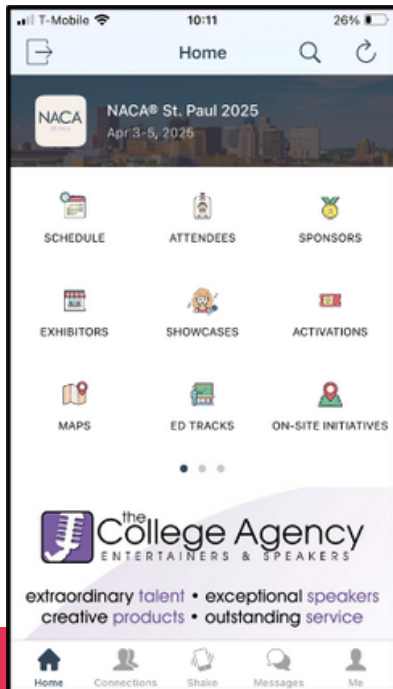 T-Mobile 10:11 26%
Home
NACA
NACA® St. Paul 2025
Apr 3-5, 2025
SCHEDULE ATTENDEES SPONSORS
EXHIBITORS SHOWCASES ACTIVATIONS
MAPS ED TRACKS ON-SITE INITIATIVES
the
College Agency
ENTERTAINERS & SPEAKERS
extraordinary talent • exceptional speakers
creative products • outstanding service
Home Connections Shake Messages Me